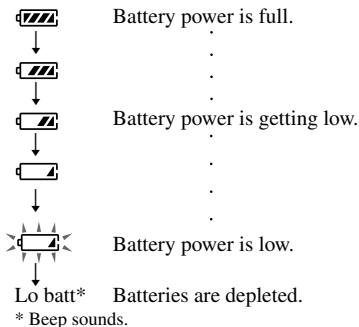 Battery power is full.
Battery power is getting low.
Battery power is low.
Lo batt* Batteries are depleted.
* Beep sounds.